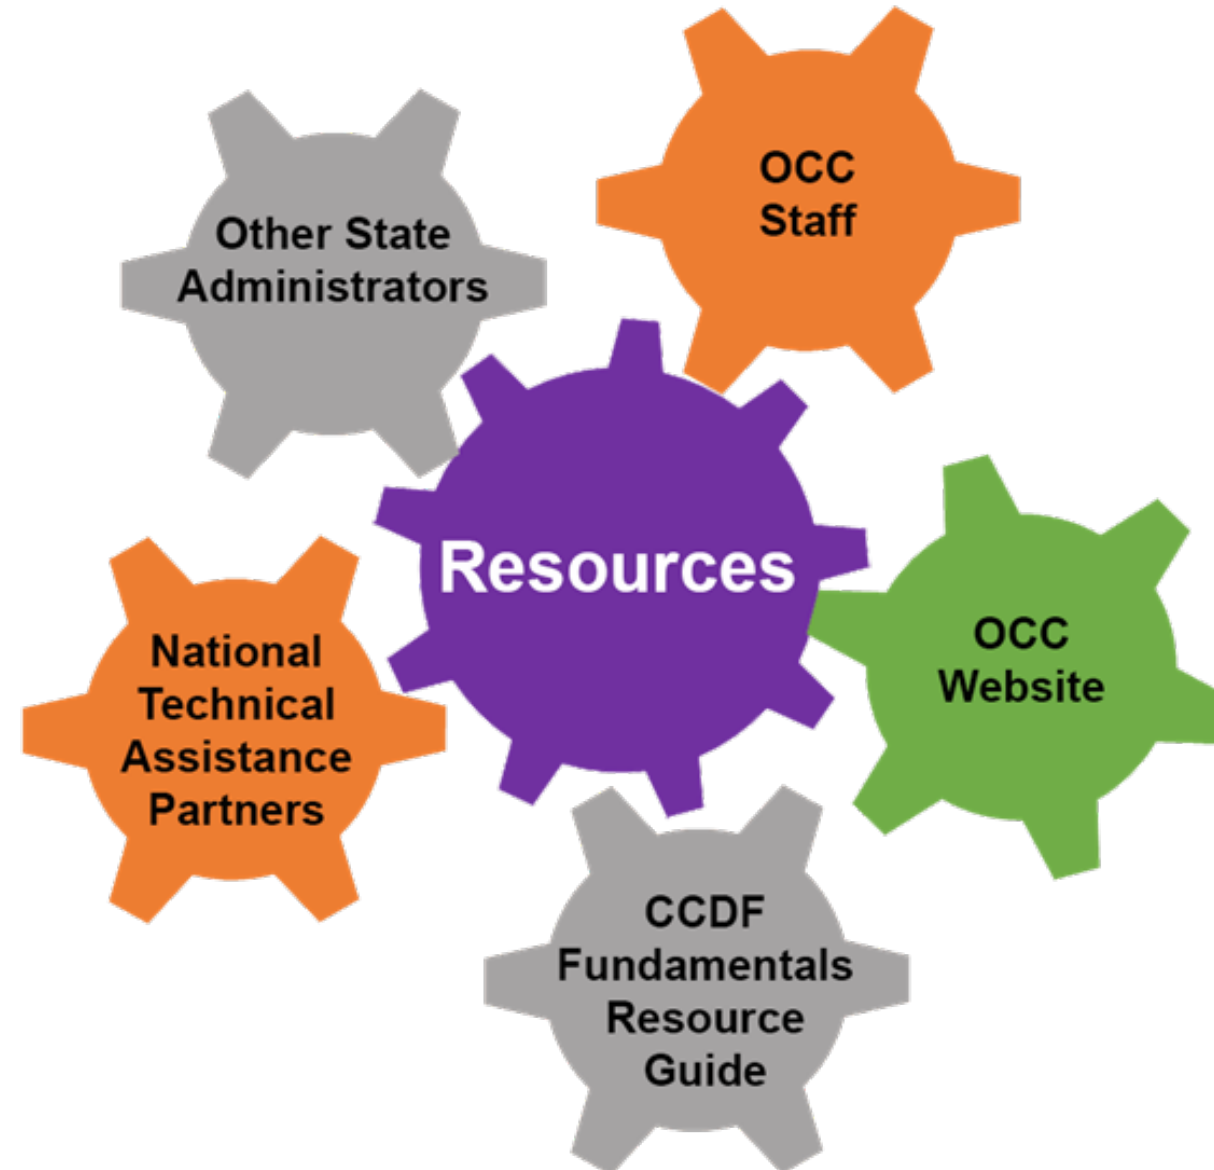 OCC
Staff
Other State
Administrators
Resources
OCC
Website
National
Technical
Assistance
Partners
CCDF
Fundamentals
Resource
Guide